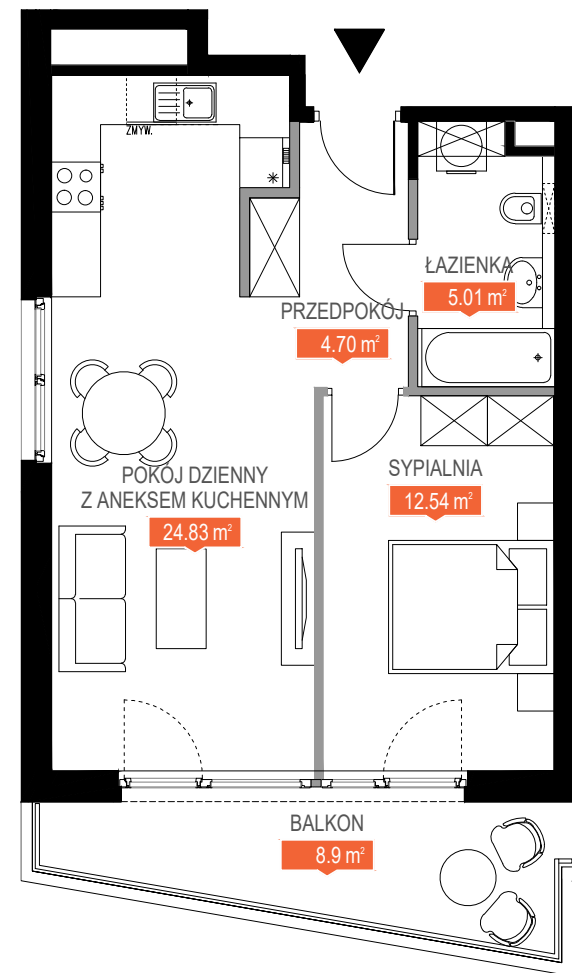 ZMYW.
ŁAZIENKA
5.01 m²
PRZEDPOKÓJ
4.70 m²
POKÓJ DZIENNY
Z ANEKSEM KUCHENNYM
24.83 m²
SYPIALNIA
12.54 m²
BALKON
8.9 m²